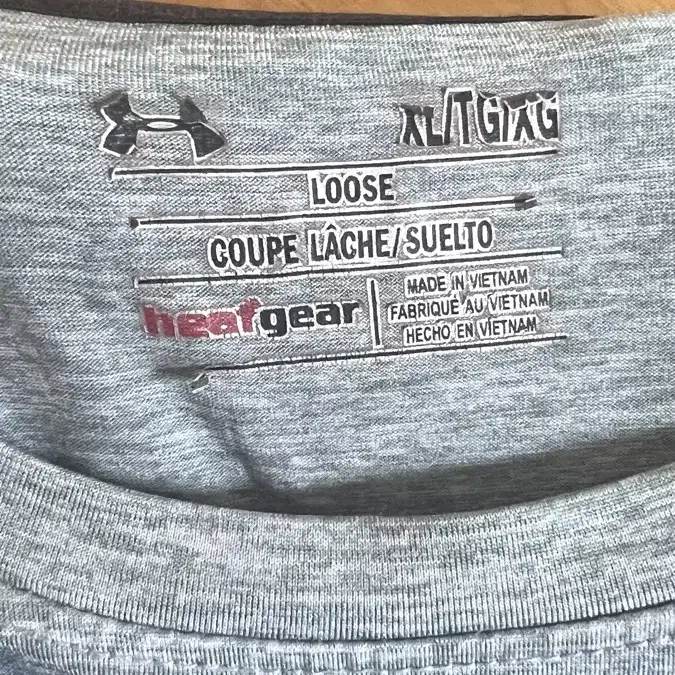 XL/TG/XG
LOOSE
COUPE LÂCHE/SUELTO
heatgear
MADE IN VIETNAM
FABRIQUÉ AU VIETNAM
HECHO EN VIETNAM